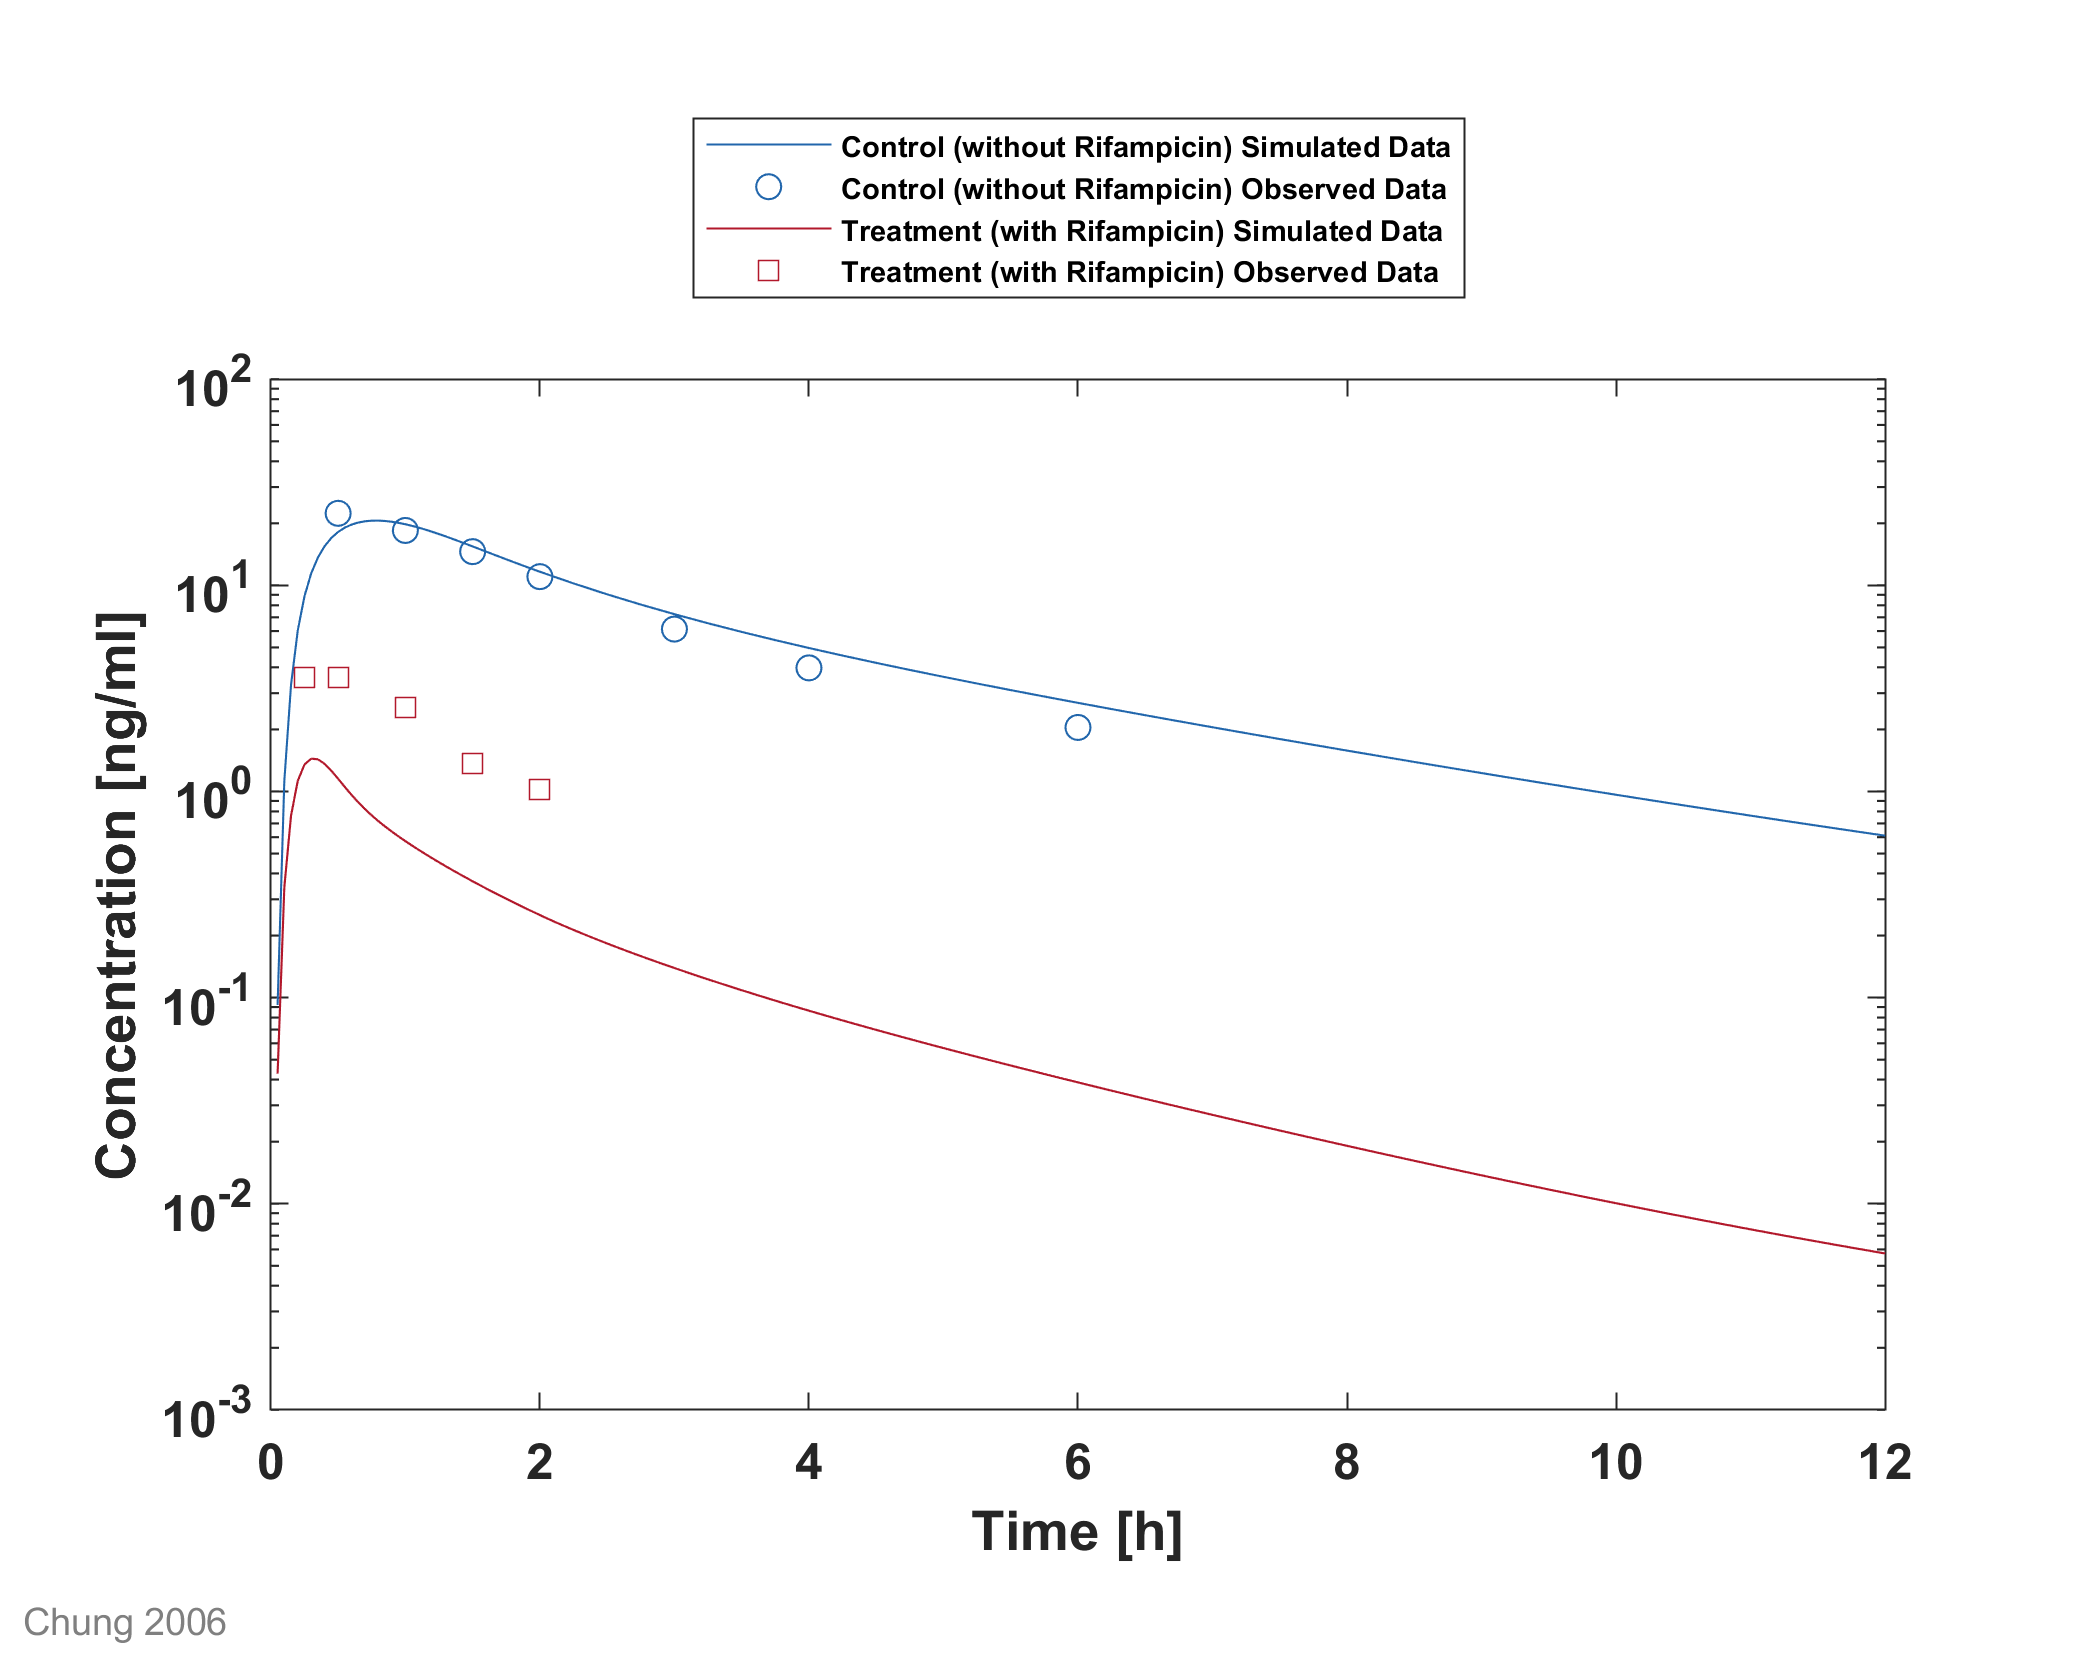 Control (without Rifampicin) Simulated Data
Control (without Rifampicin) Observed Data
Treatment (with Rifampicin) Simulated Data
Treatment (with Rifampicin) Observed Data
10^2
10^1
10^0
10^-1
10^-2
10^-3
Concentration [ng/ml]
0 2 4 6 8 10 12
Time [h]
Chung 2006